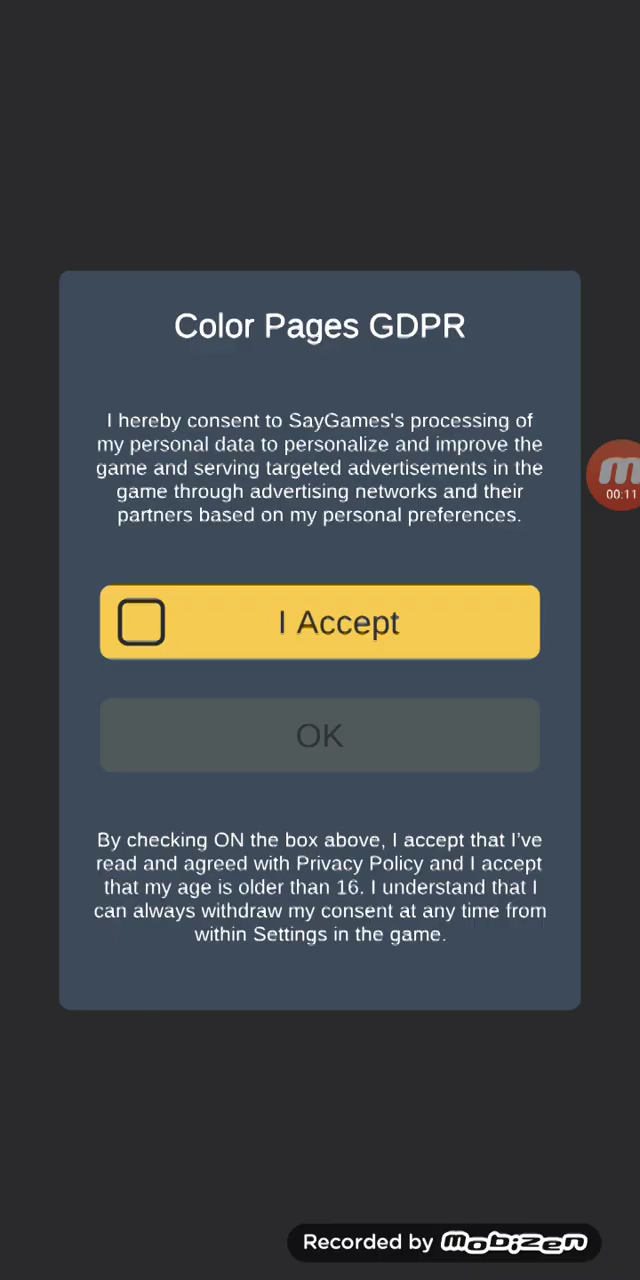 Color Pages GDPR
I hereby consent to SayGames's processing of
my personal data to personalize and improve the
game and serving targeted advertisements in the
game through advertising networks and their
partners based on my personal preferences.
00:11
I Accept
OK
By checking ON the box above, I accept that I've
read and agreed with Privacy Policy and I accept
that my age is older than 16. I understand that I
can always withdraw my consent at any time from
within Settings in the game.
Recorded by mobizen